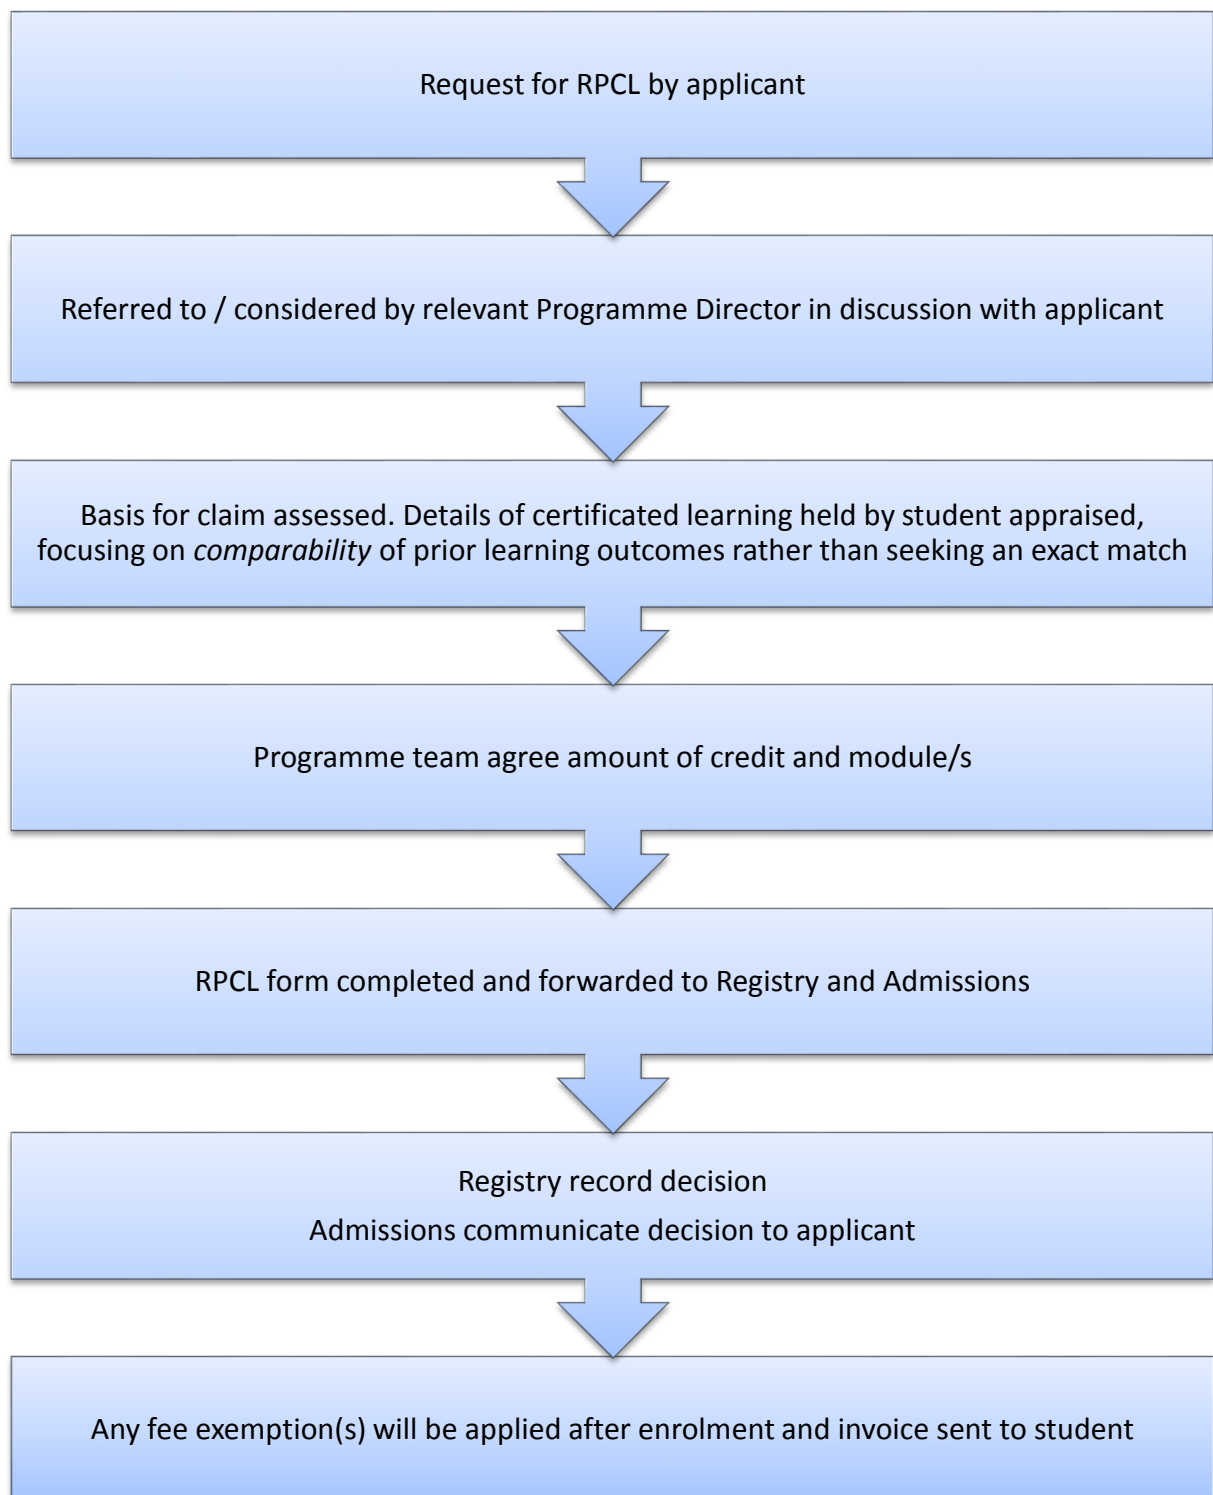 Request for RPCL by applicant
Referred to / considered by relevant Programme Director in discussion with applicant
Basis for claim assessed. Details of certificated learning held by student appraised,
focusing on comparability of prior learning outcomes rather than seeking an exact match
Programme team agree amount of credit and module/s
RPCL form completed and forwarded to Registry and Admissions
Registry record decision
Admissions communicate decision to applicant
Any fee exemption(s) will be applied after enrolment and invoice sent to student